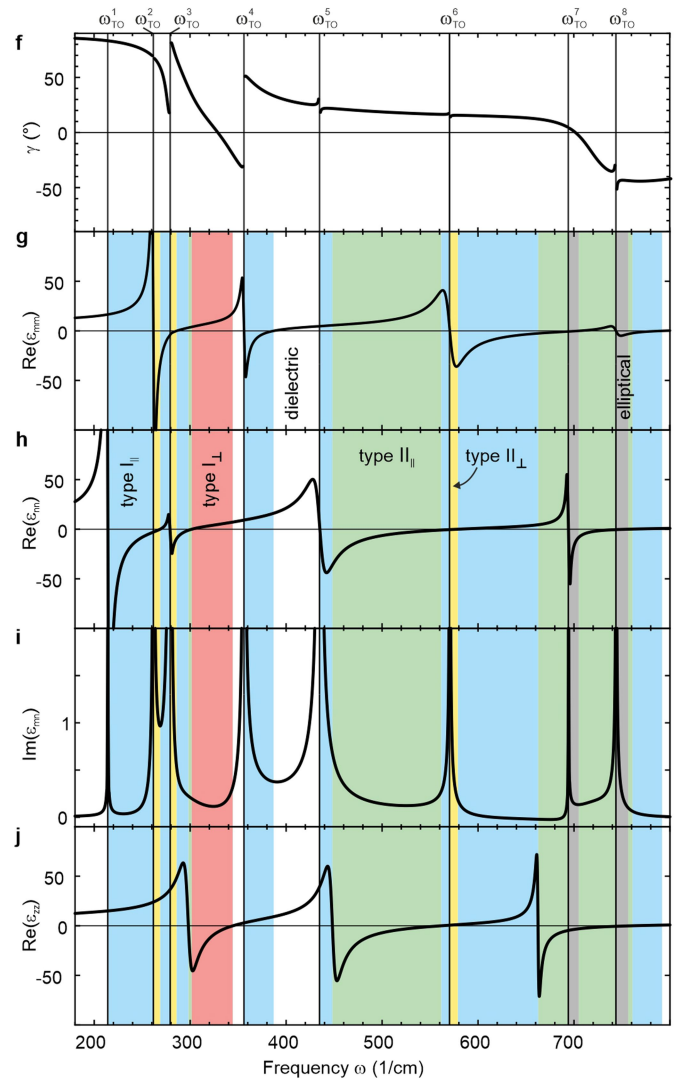 ω¹TO ω²TO ω³TO ω⁴TO ω⁵TO ω⁶TO ω⁷TO ω⁸TO
f
50
0
-50
γ (°)
g
50
0
-50
Re(εmm)
dielectric
elliptical
h
50
0
-50
Re(εnn)
type I∥
type I⊥
type II∥
type II⊥
i
1
0
Im(εmn)
j
50
0
-50
Re(εzz)
200 300 400 500 600 700
Frequency ω (1/cm)